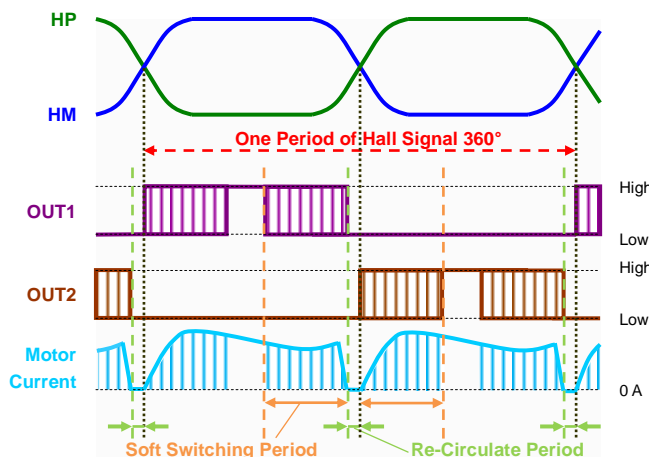 HP
HM
One Period of Hall Signal 360°
High
OUT1
Low
High
OUT2
Low
Motor
Current
0 A
Soft Switching Period
Re-Circulate Period